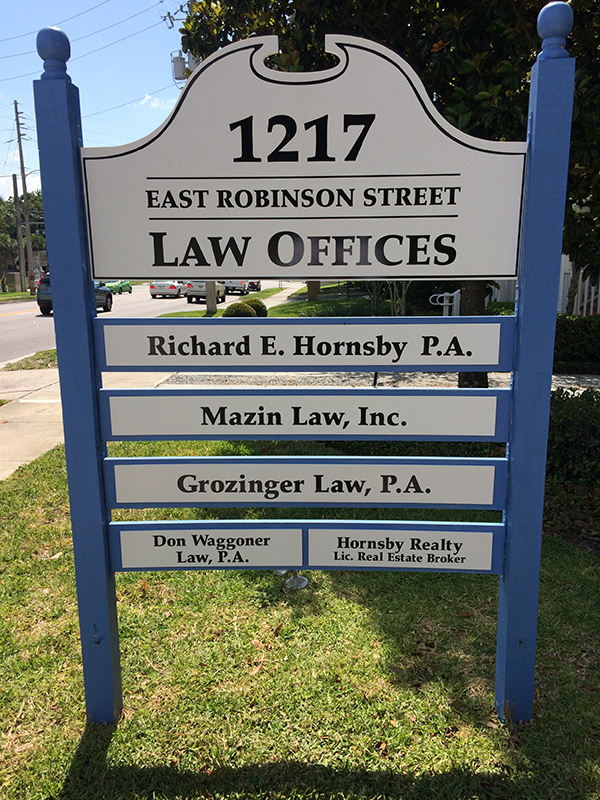 1217
EAST ROBINSON STREET
LAW OFFICES
Richard E. Hornsby P.A.
Mazin Law, Inc.
Grozinger Law, P.A.
Don Waggoner
Law, P.A.
Hornsby Realty
Lic. Real Estate Broker